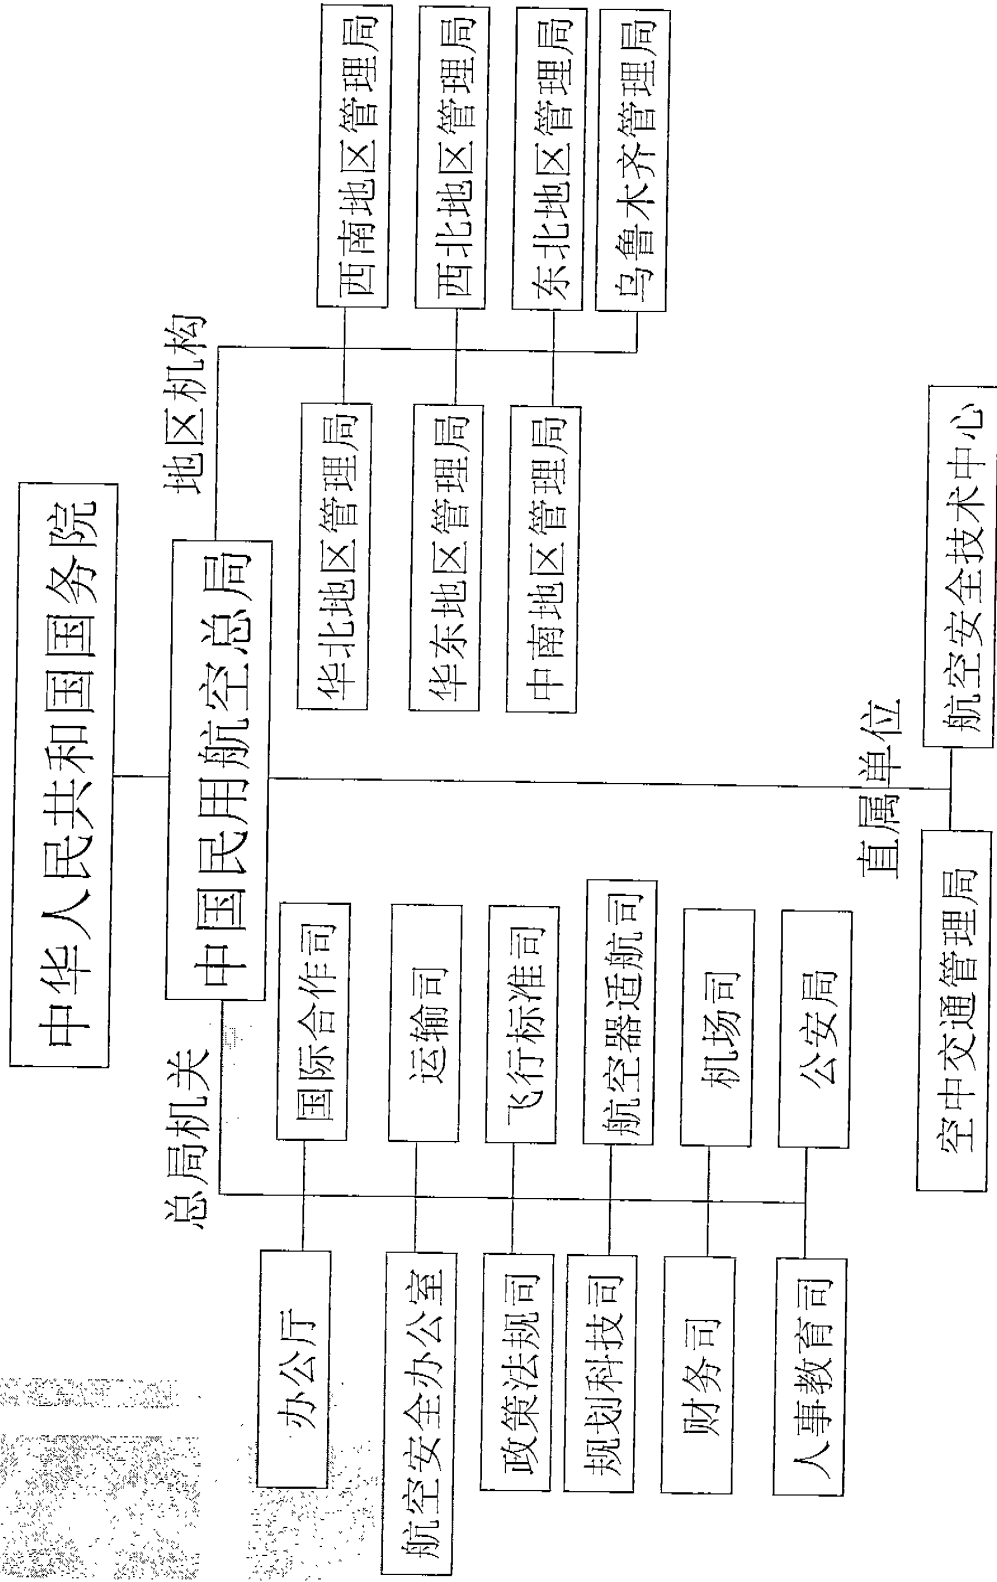 中华人民共和国国务院
中国民用航空总局
总局机关
地区机构
办公厅
国际合作司
航空安全办公室
运输司
政策法规司
飞行标准司
规划科技司
航空器适航司
财务司
机场司
人事教育司
公安局
华北地区管理局
西南地区管理局
华东地区管理局
西北地区管理局
中南地区管理局
东北地区管理局
乌鲁木齐管理局
直属单位
空中交通管理局
航空安全技术中心